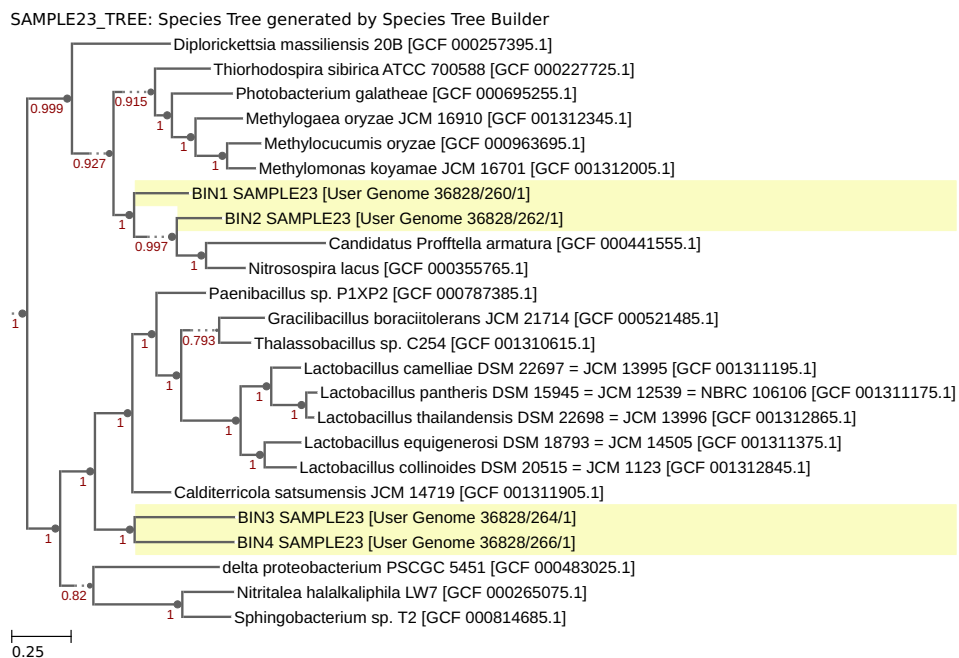 SAMPLE23_TREE: Species Tree generated by Species Tree Builder
Diplorickettsia massiliensis 20B [GCF 000257395.1]
Thiorhodospira sibirica ATCC 700588 [GCF 000227725.1]
Photobacterium galatheae [GCF 000695255.1]
0.915
0.999
Methylogaea oryzae JCM 16910 [GCF 001312345.1]
1
Methylocucumis oryzae [GCF 000963695.1]
1
Methylomonas koyamae JCM 16701 [GCF 001312005.1]
1
0.927
BIN1 SAMPLE23 [User Genome 36828/260/1]
BIN2 SAMPLE23 [User Genome 36828/262/1]
1
Candidatus Profftella armatura [GCF 000441555.1]
0.997
Nitrosospira lacus [GCF 000355765.1]
1
Paenibacillus sp. P1XP2 [GCF 000787385.1]
Gracilibacillus boraciitolerans JCM 21714 [GCF 000521485.1]
1
Thalassobacillus sp. C254 [GCF 001310615.1]
0.793
1
Lactobacillus camelliae DSM 22697 = JCM 13995 [GCF 001311195.1]
1
Lactobacillus pantheris DSM 15945 = JCM 12539 = NBRC 106106 [GCF 001311175.1]
1
Lactobacillus thailandensis DSM 22698 = JCM 13996 [GCF 001312865.1]
1
1
1
Lactobacillus equigenerosi DSM 18793 = JCM 14505 [GCF 001311375.1]
Lactobacillus collinoides DSM 20515 = JCM 1123 [GCF 001312845.1]
1
1
Calditerricola satsumensis JCM 14719 [GCF 001311905.1]
BIN3 SAMPLE23 [User Genome 36828/264/1]
1
1
BIN4 SAMPLE23 [User Genome 36828/266/1]
delta proteobacterium PSCGC 5451 [GCF 000483025.1]
0.82
Nitritalea halalkaliphila LW7 [GCF 000265075.1]
1
Sphingobacterium sp. T2 [GCF 000814685.1]
0.25